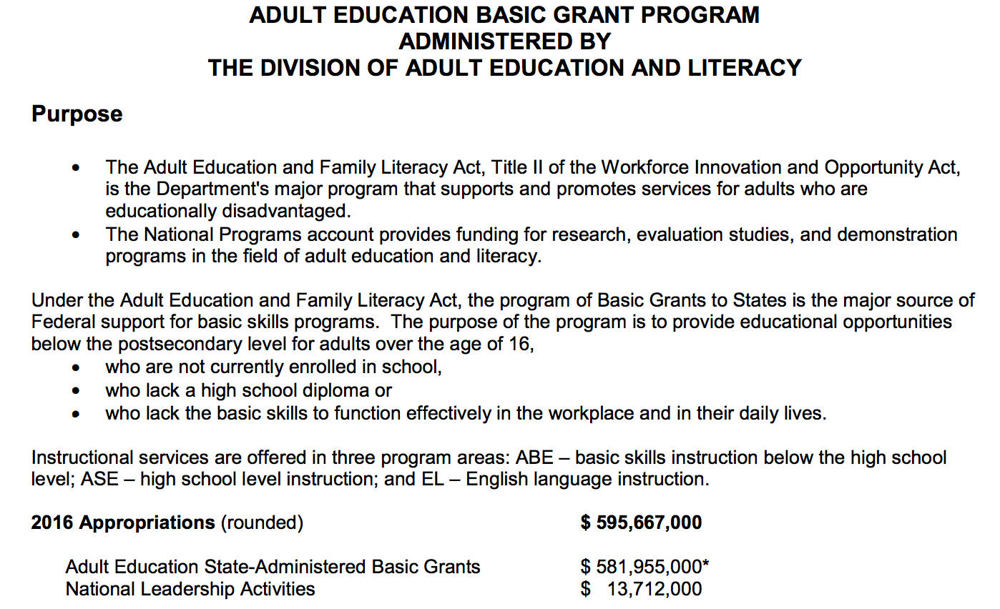 ADULT EDUCATION BASIC GRANT PROGRAM
ADMINISTERED BY
THE DIVISION OF ADULT EDUCATION AND LITERACY
Purpose
• The Adult Education and Family Literacy Act, Title II of the Workforce Innovation and Opportunity Act,
is the Department's major program that supports and promotes services for adults who are
educationally disadvantaged.
• The National Programs account provides funding for research, evaluation studies, and demonstration
programs in the field of adult education and literacy.
Under the Adult Education and Family Literacy Act, the program of Basic Grants to States is the major source of
Federal support for basic skills programs.  The purpose of the program is to provide educational opportunities
below the postsecondary level for adults over the age of 16,
• who are not currently enrolled in school,
• who lack a high school diploma or
• who lack the basic skills to function effectively in the workplace and in their daily lives.
Instructional services are offered in three program areas: ABE – basic skills instruction below the high school
level; ASE – high school level instruction; and EL – English language instruction.
2016 Appropriations (rounded) $ 595,667,000
Adult Education State-Administered Basic Grants $ 581,955,000*
National Leadership Activities $ 13,712,000